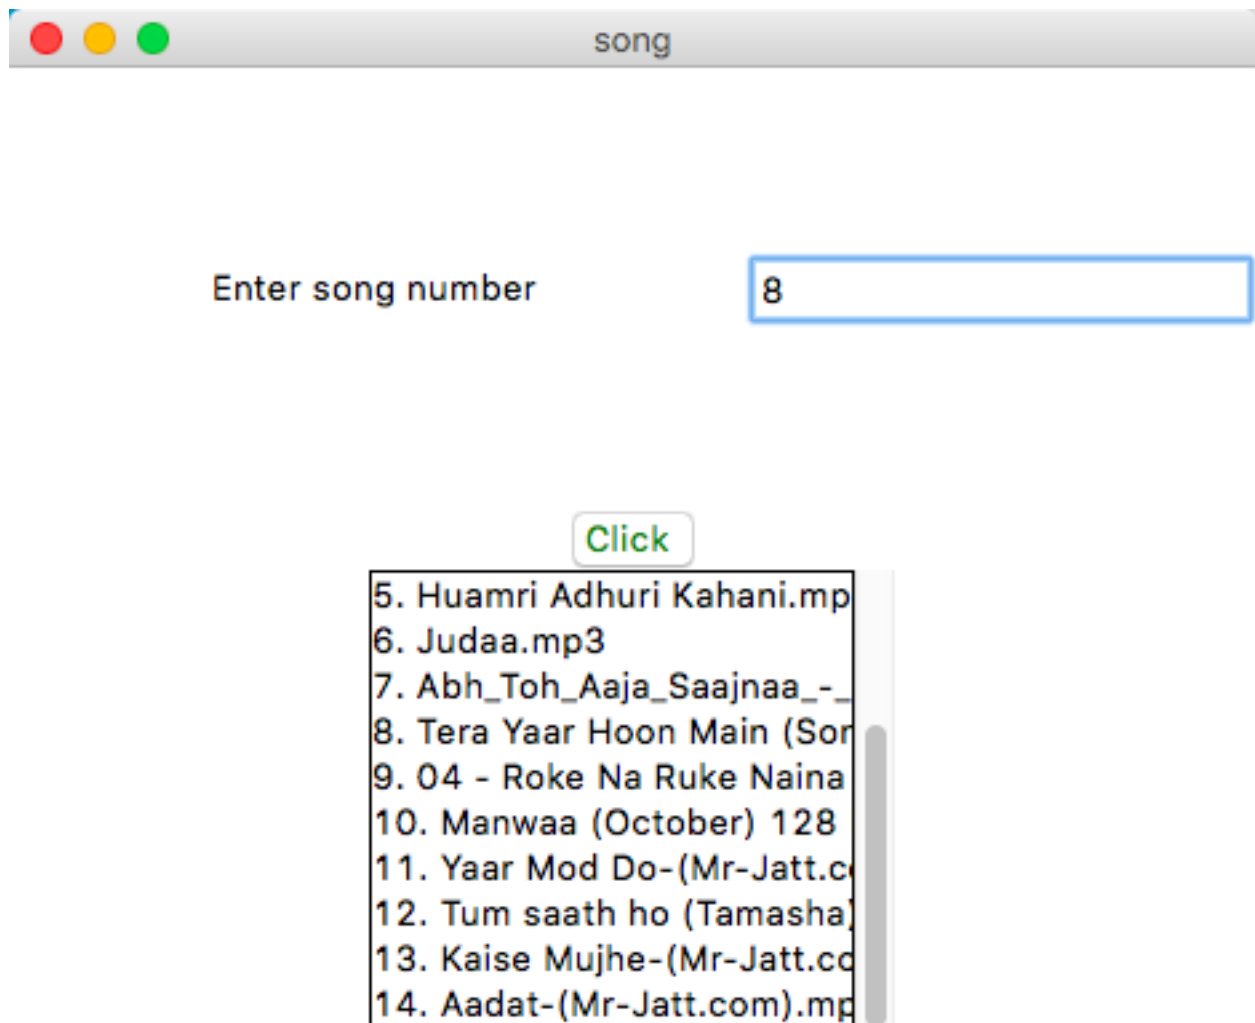 song
Enter song number
8
Click
5. Huamri Adhuri Kahani.mp
6. Judaa.mp3
7. Abh_Toh_Aaja_Saajnaa_-_
8. Tera Yaar Hoon Main (Sor
9. 04 - Roke Na Ruke Naina
10. Manwaa (October) 128
11. Yaar Mod Do-(Mr-Jatt.c
12. Tum saath ho (Tamasha)
13. Kaise Mujhe-(Mr-Jatt.co
14. Aadat-(Mr-Jatt.com).mp